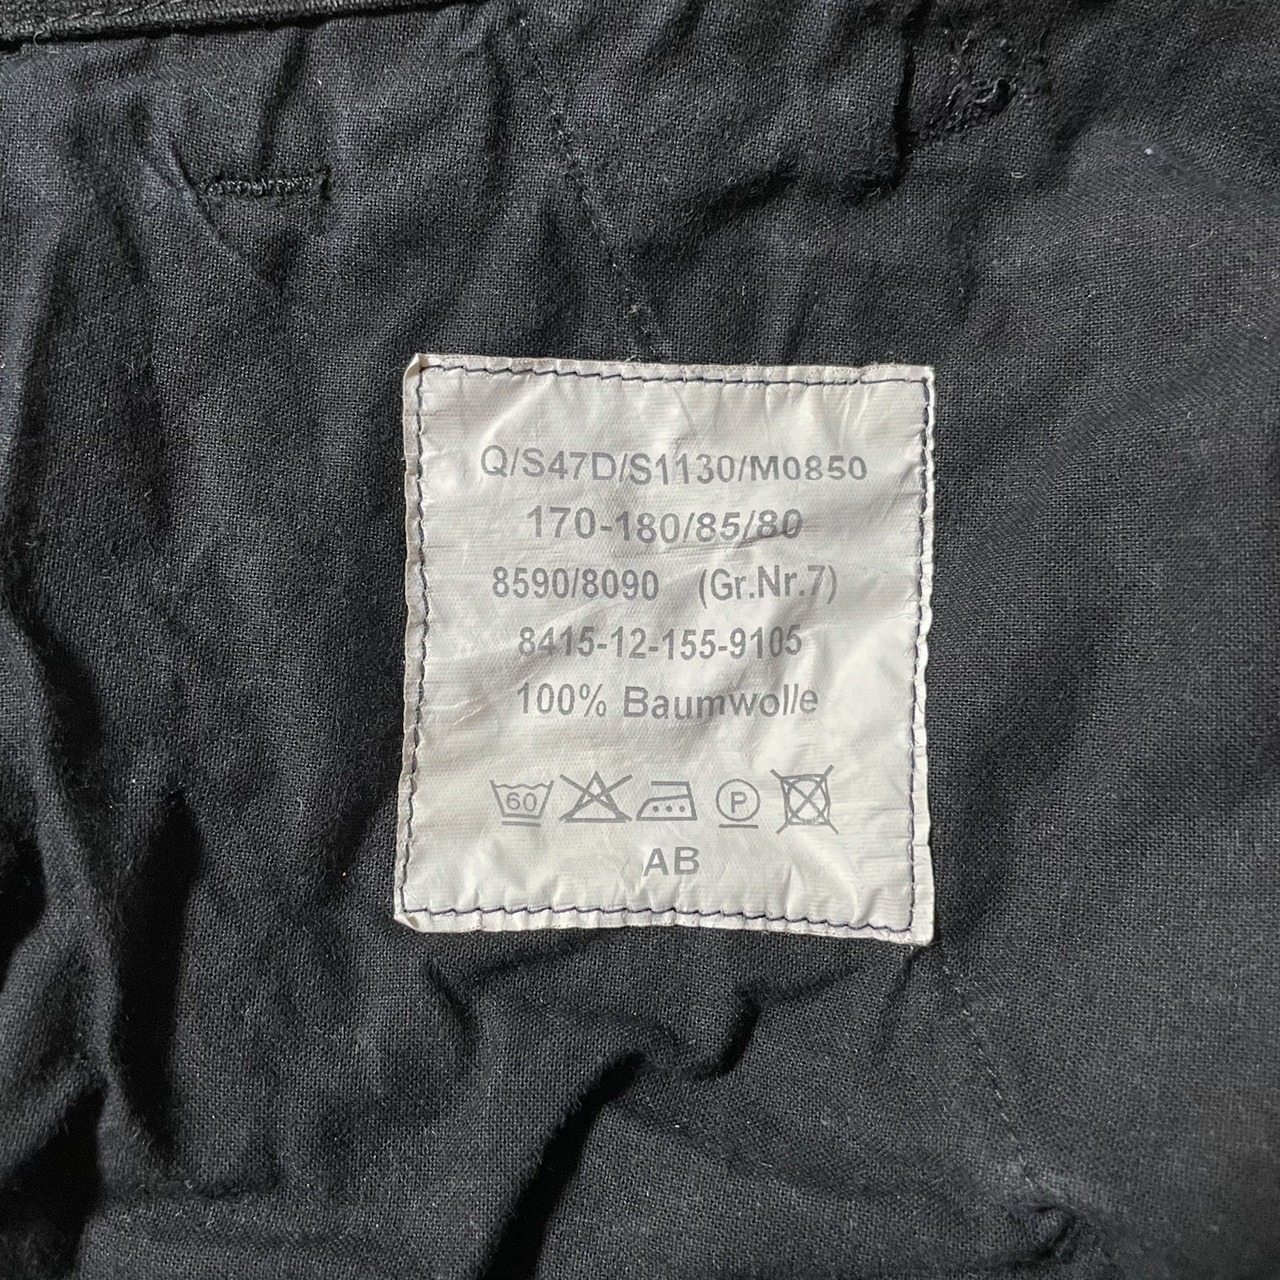 Q/S47D/S1130/M0850
170-180/85/80
8590/8090 (Gr.Nr.7)
8415-12-155-9105
100% Baumwolle
60 P
AB